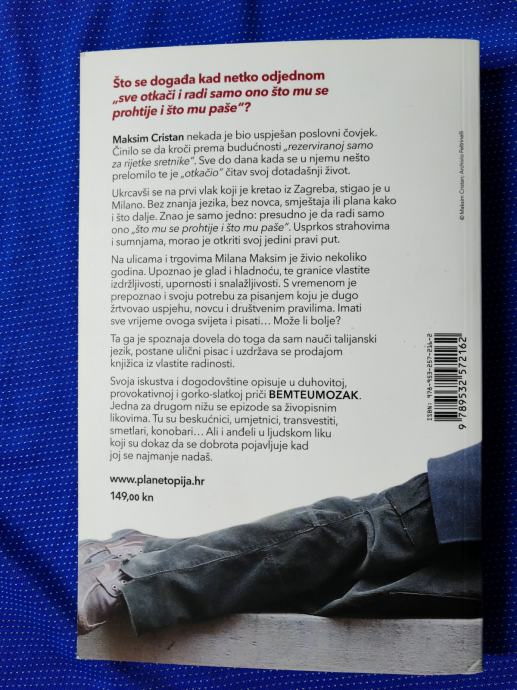 Što se događa kad netko odjednom
„sve otkači i radi samo ono što mu se
prohtije i što mu paše"?
Maksim Cristan nekada je bio uspješan poslovni čovjek.
Činilo se da kroči prema budućnosti „rezerviranoj samo
za rijetke sretnike". Sve do dana kada se u njemu nešto
prelomilo te je „otkačio" čitav svoj dotadašnji život.
Ukrcavši se na prvi vlak koji je kretao iz Zagreba, stigao je u
Milano. Bez znanja jezika, bez novca, smještaja ili plana kako
i što dalje. Znao je samo jedno: presudno je da radi samo
ono „što mu se prohtije i što mu paše". Usprkos strahovima
i sumnjama, morao je otkriti svoj jedini pravi put.
Na ulicama i trgovima Milana Maksim je živio nekoliko
godina. Upoznao je glad i hladnoću, te granice vlastite
izdržljivosti, upornosti i snalažljivosti. S vremenom je
prepoznao i svoju potrebu za pisanjem koju je dugo
žrtvovao uspjehu, novcu i društvenim pravilima. Imati
sve vrijeme ovoga svijeta i pisati... Može li bolje?
Ta ga je spoznaja dovela do toga da sam nauči talijanski
jezik, postane ulični pisac i uzdržava se prodajom
knjižica iz vlastite radinosti.
Svoja iskustva i dogodovštine opisuje u duhovitoj,
provokativnoj i gorko-slatkoj priči BEMTEUMOZAK.
Jedna za drugom nižu se epizode sa živopisnim
likovima. Tu su beskućnici, umjetnici, transvestiti,
smetlari, konobari... Ali i anđeli u ljudskom liku
koji su dokaz da se dobrota pojavljuje kad
joj se najmanje nadaš.
www.planetopija.hr
149,00 kn
© Maksim Cristan; Archivio Feltrinelli
ISBN: 978-953-257-216-2
9 789532 572162